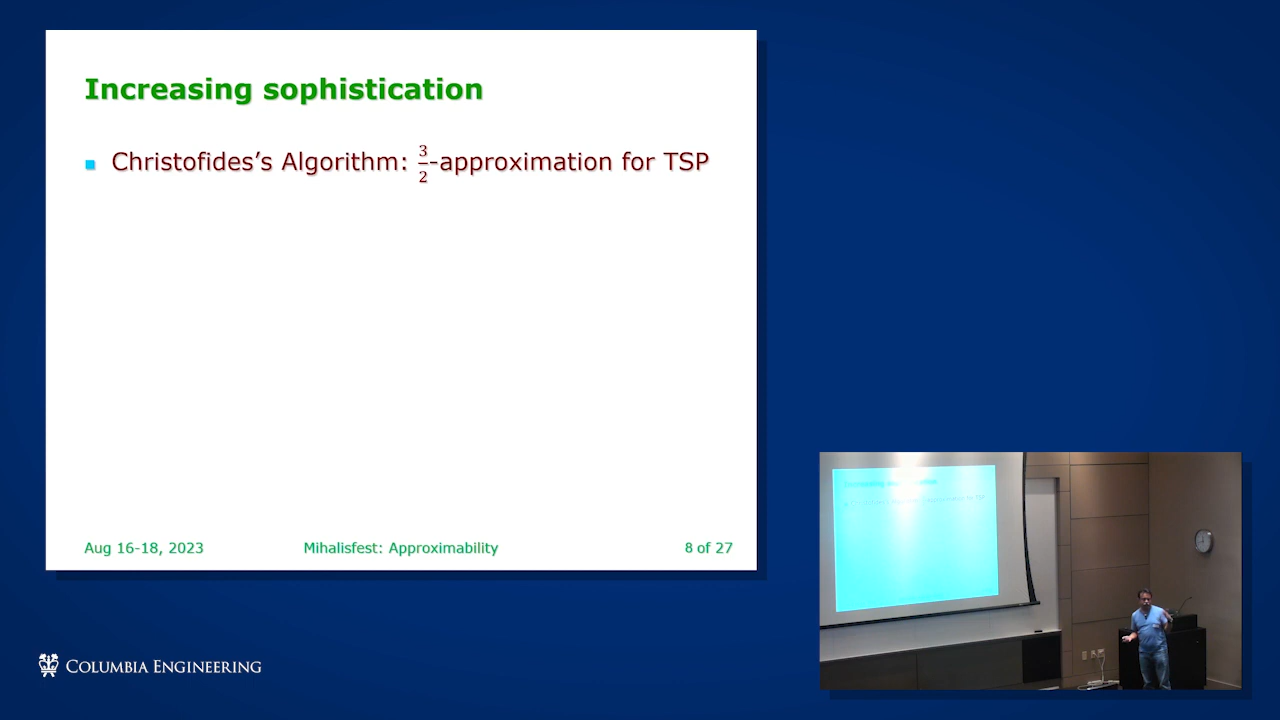 Increasing sophistication
Christofides’s Algorithm: 3/2-approximation for TSP
Aug 16-18, 2023 Mihalisfest: Approximability 8 of 27
COLUMBIA ENGINEERING